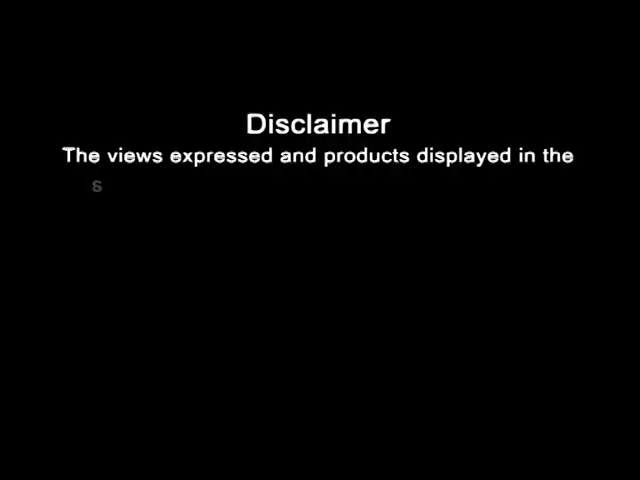 Disclaimer
The views expressed and products displayed in the
s